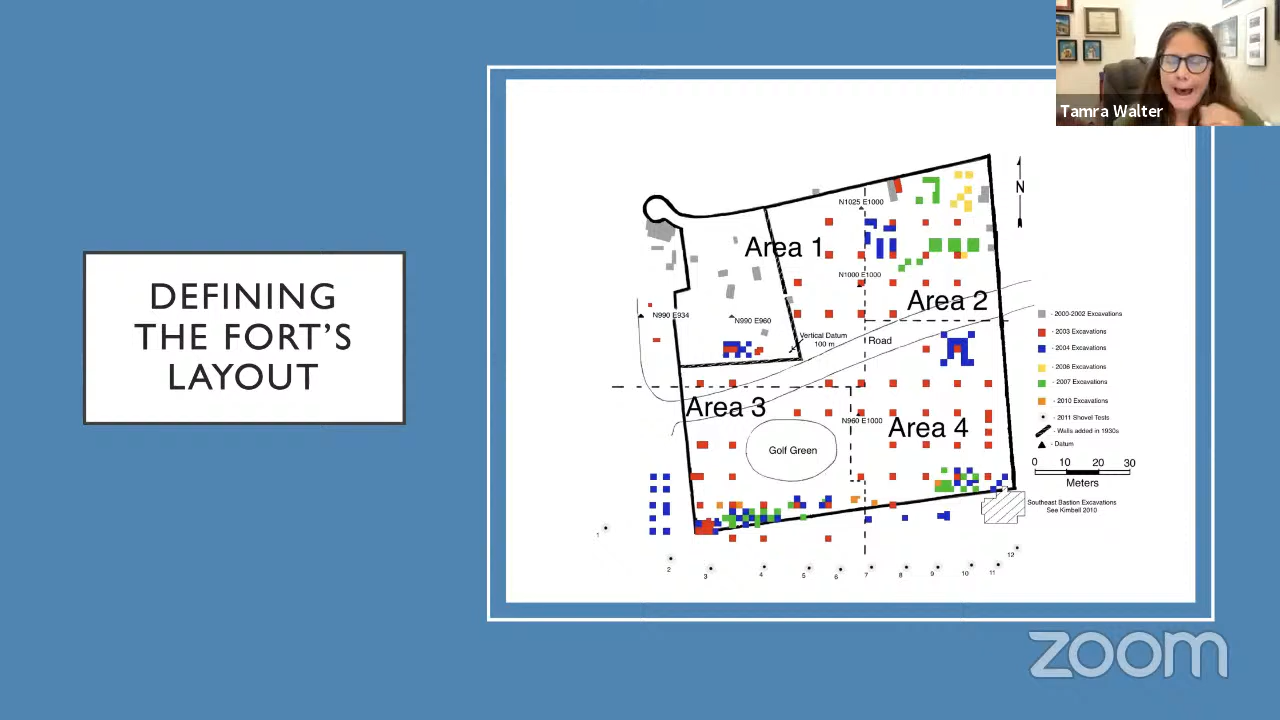 Tamra Walter
DEFINING
THE FORT'S
LAYOUT
N
N1025 E1000
Area 1
N1000 E1000
Area 2
N990 E934
N990 E960
Vertical Datum
100 m
Road
Area 3
N960 E1000
Area 4
Golf Green
- 2000-2002 Excavations
- 2003 Excavations
- 2004 Excavations
- 2006 Excavations
- 2007 Excavations
- 2010 Excavations
- 2011 Shovel Tests
- Walls added in 1930s
- Datum
0 10 20 30
Meters
Southeast Bastion Excavations
See Kimbell 2010
1
2
3
4
5
6
7
8
9
10
11
12
zoom